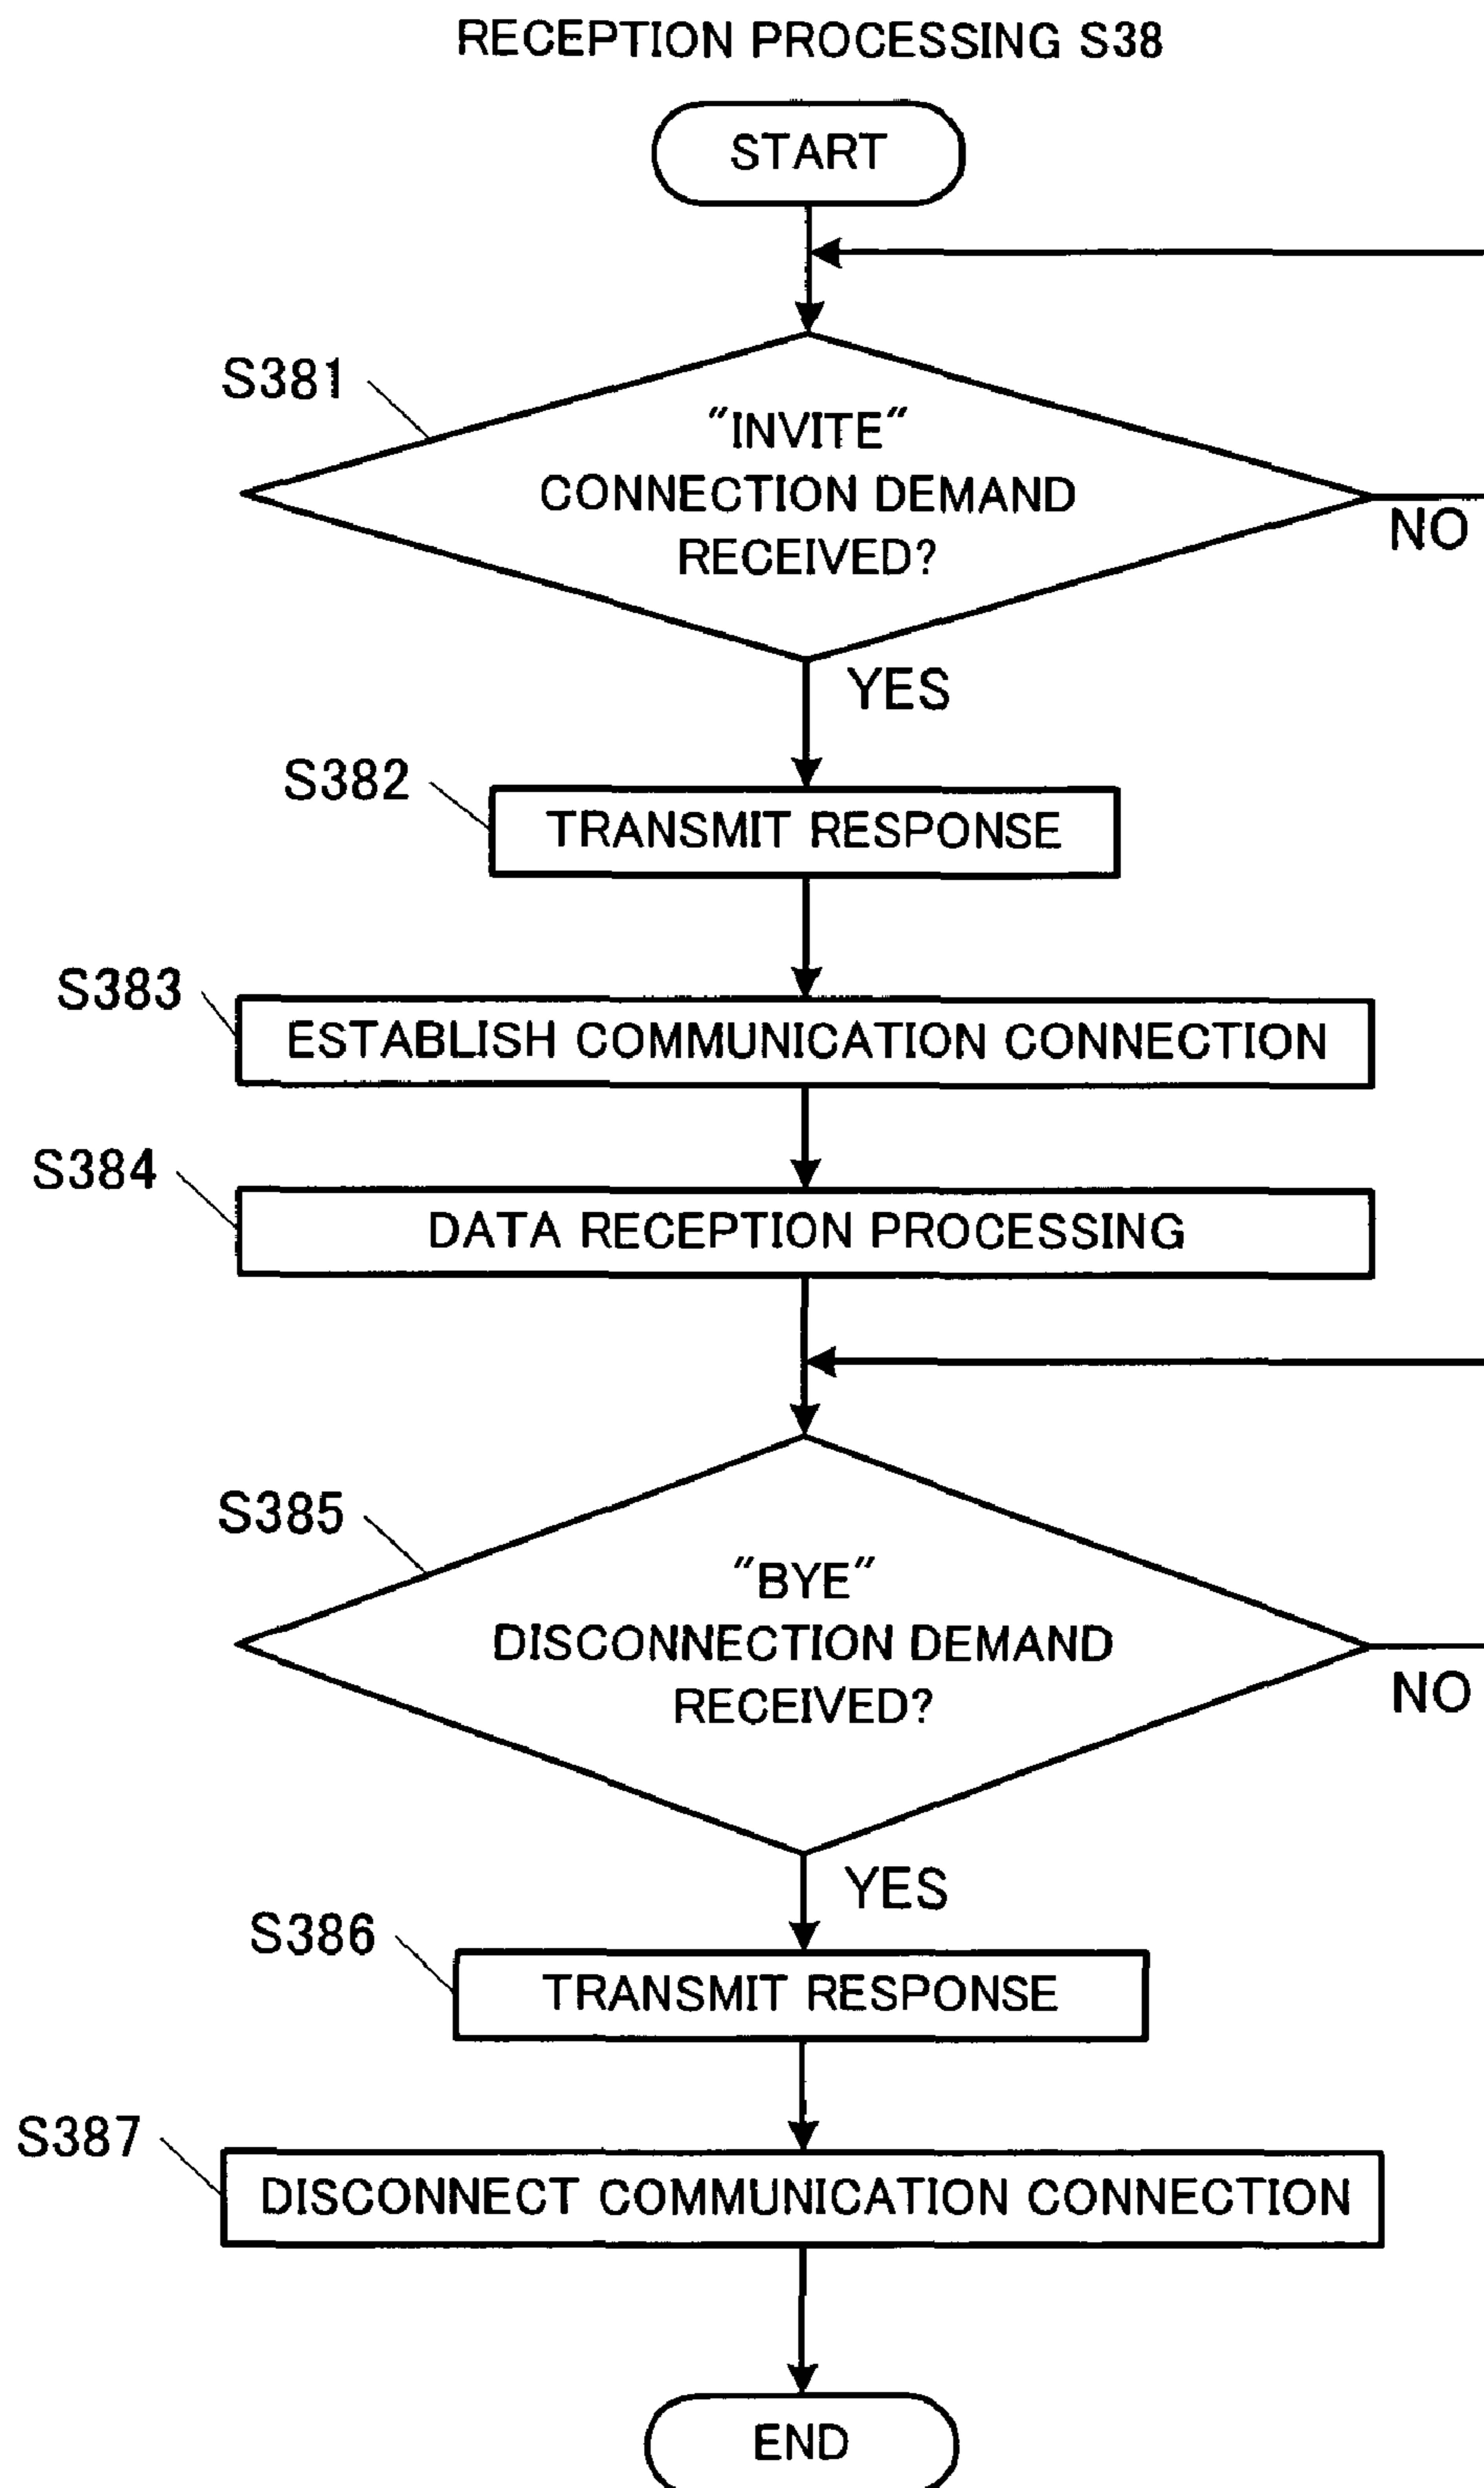 RECEPTION PROCESSING S38
START
S381
"INVITE"
CONNECTION DEMAND
RECEIVED?
NO
YES
S382
TRANSMIT RESPONSE
S383
ESTABLISH COMMUNICATION CONNECTION
S384
DATA RECEPTION PROCESSING
S385
"BYE"
DISCONNECTION DEMAND
RECEIVED?
NO
YES
S386
TRANSMIT RESPONSE
S387
DISCONNECT COMMUNICATION CONNECTION
END